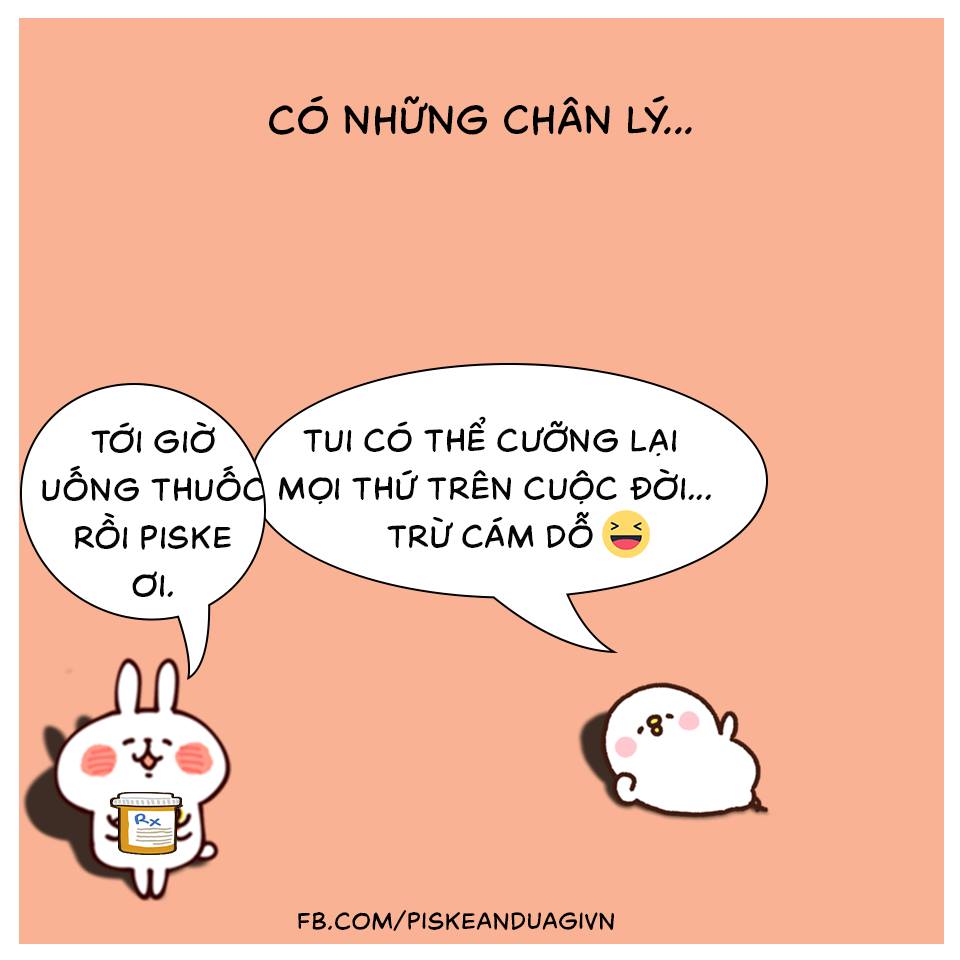 CÓ NHỮNG CHÂN LÝ...
TỚI GIỜ
UỐNG THUỐC
RỒI PISKE
ƠI.
TUI CÓ THỂ CƯỠNG LẠI
MỌI THỨ TRÊN CUỘC ĐỜI...
TRỪ CÁM DỖ
Rx
FB.COM/PISKEANDUAGIVN